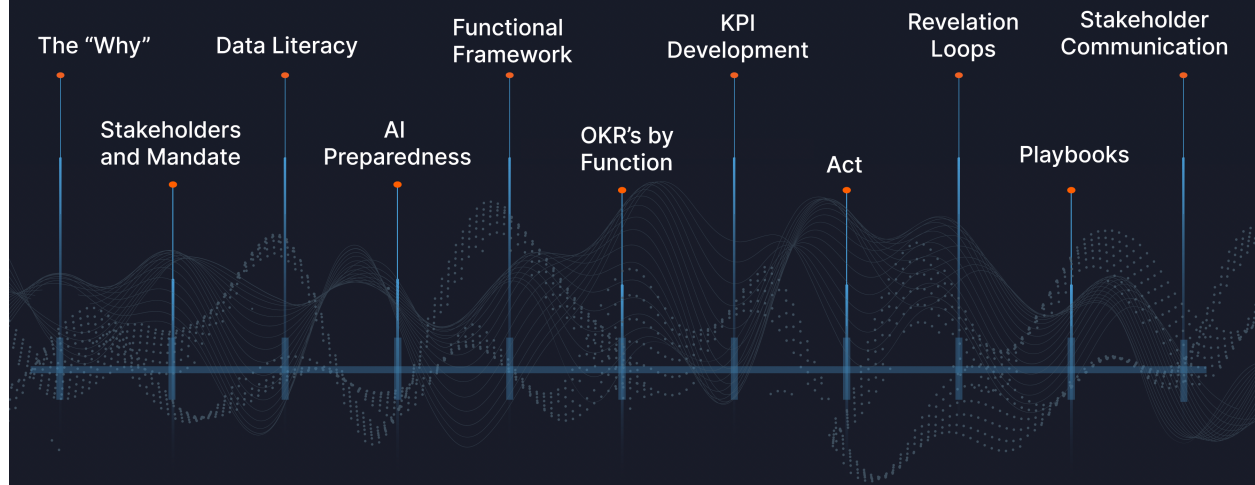 The “Why”
Stakeholders
and Mandate
Data Literacy
AI
Preparedness
Functional
Framework
OKR’s by
Function
KPI
Development
Act
Revelation
Loops
Playbooks
Stakeholder
Communication